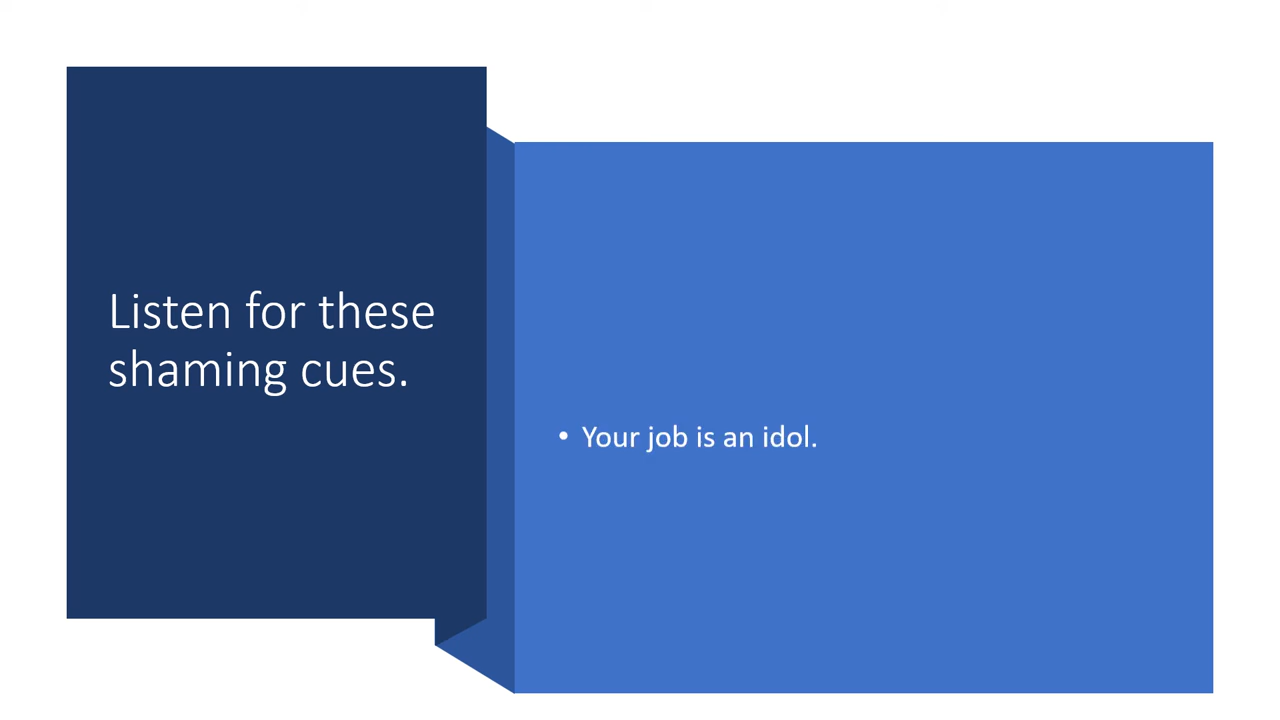 Listen for these
shaming cues.
• Your job is an idol.